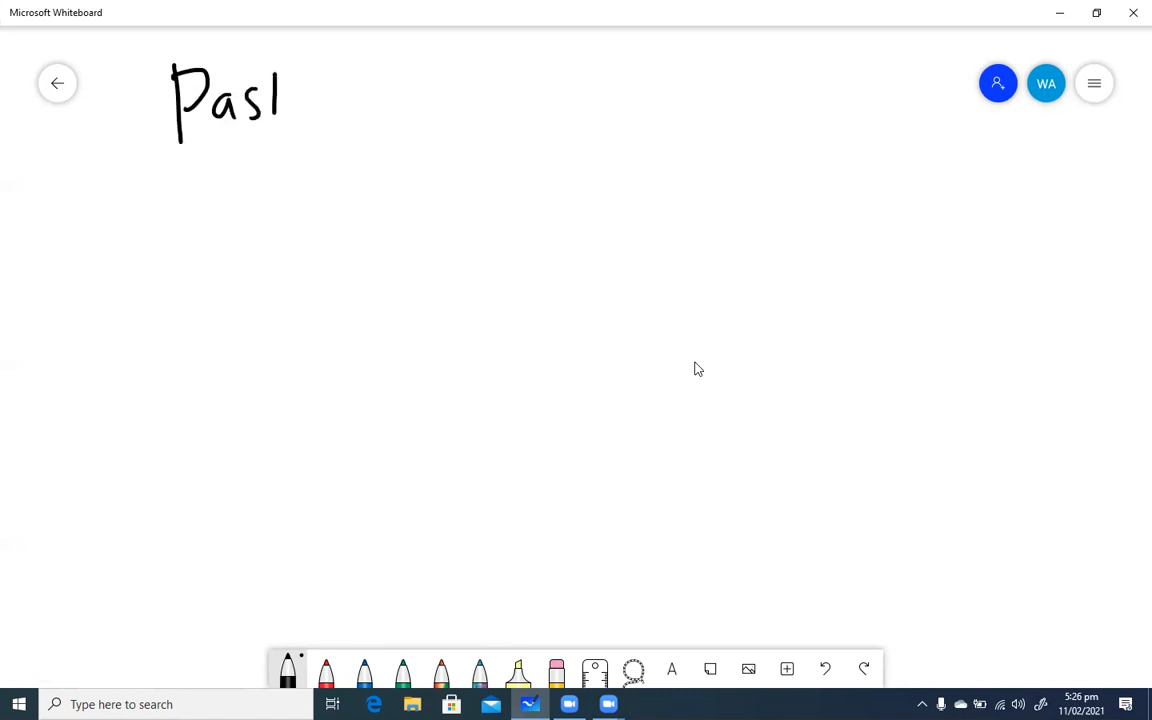 Microsoft Whiteboard
Pasl
WA
A
Type here to search
5:26 pm
11/02/2021